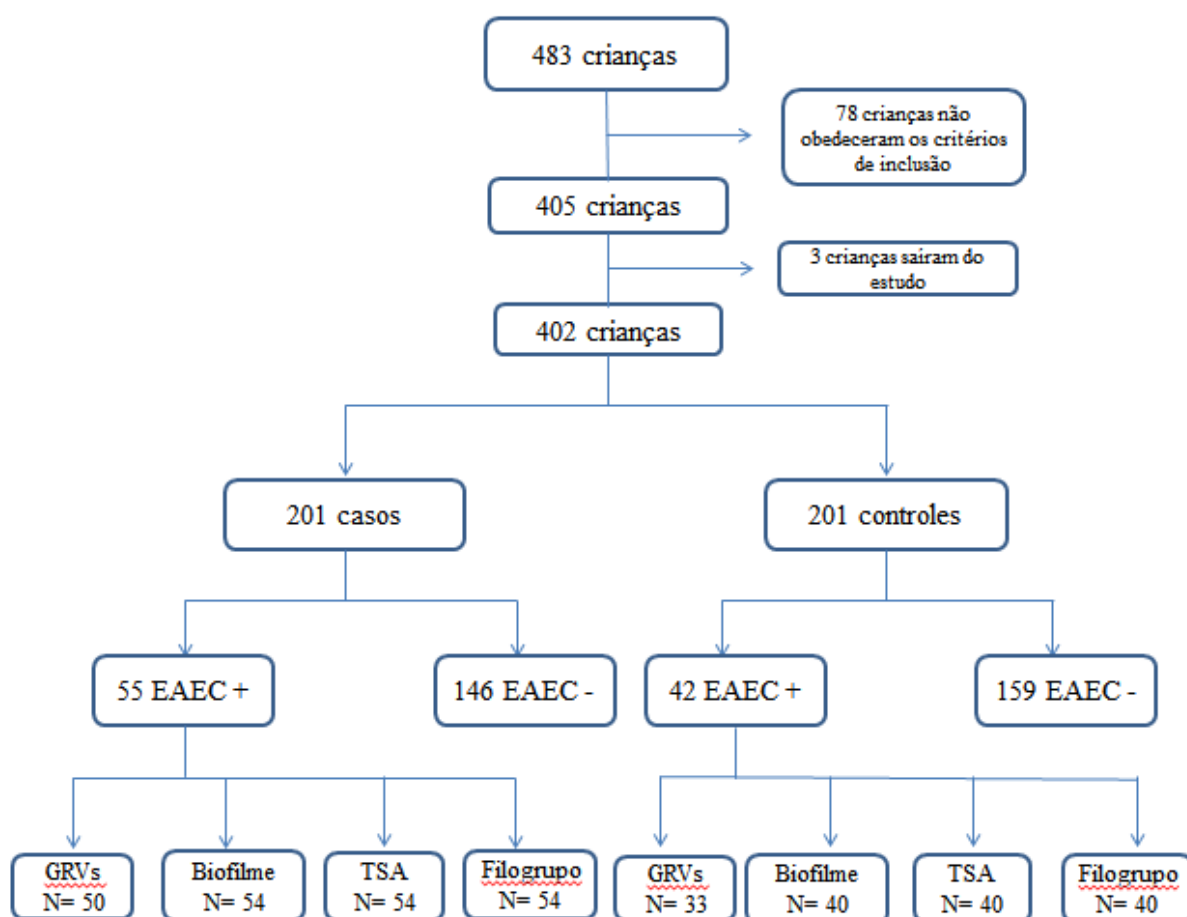 483 crianças
78 crianças não
obedeceram os critérios
de inclusão
405 crianças
3 crianças saíram do
estudo
402 crianças
201 casos
201 controles
55 EAEC +
146 EAEC -
42 EAEC +
159 EAEC -
GRVs
N= 50
Biofilme
N= 54
TSA
N= 54
Filogrupo
N= 54
GRVs
N= 33
Biofilme
N= 40
TSA
N= 40
Filogrupo
N= 40